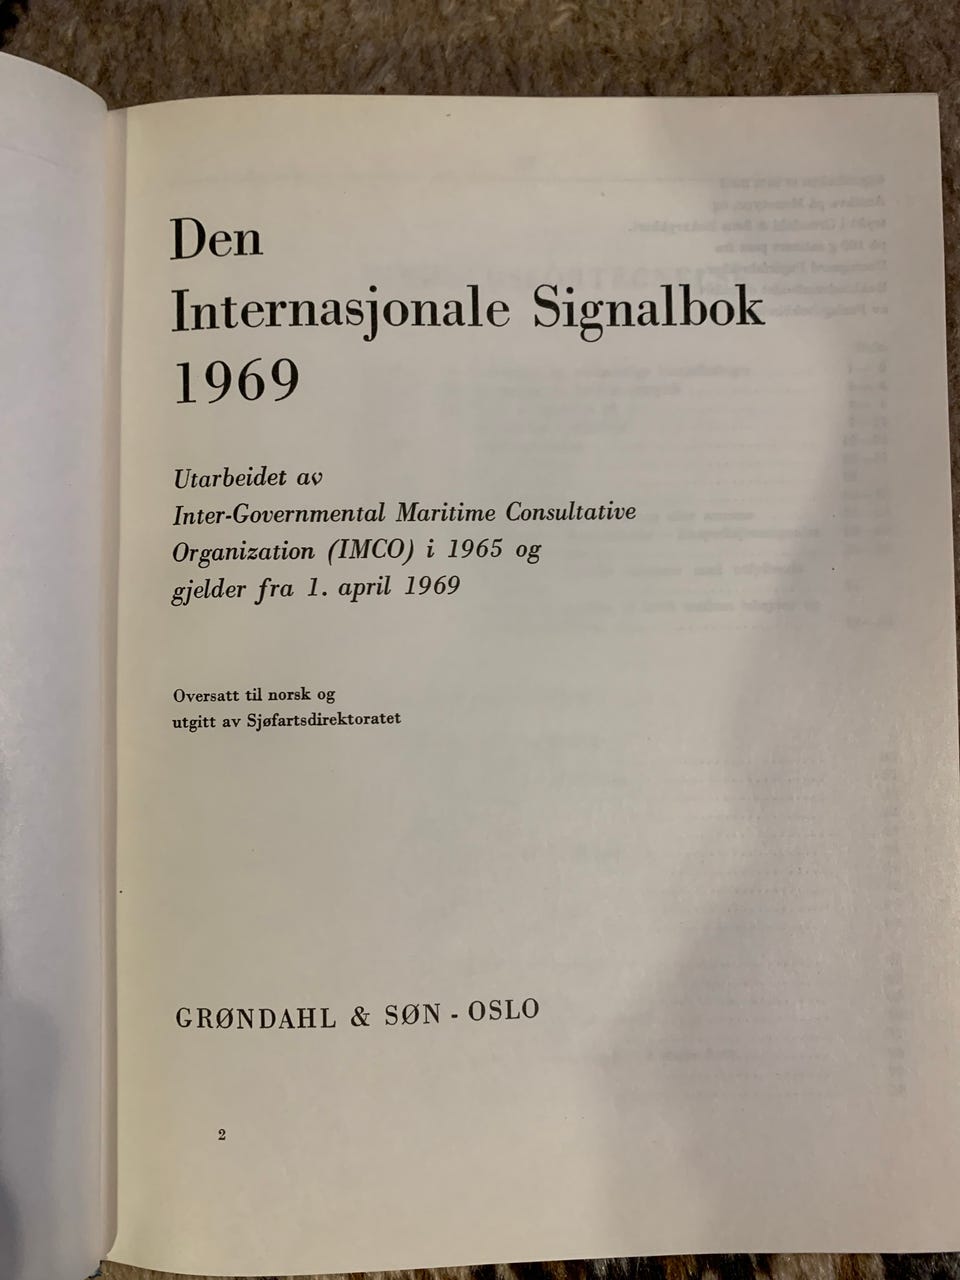 Den
Internasjonale Signalbok
1969
Utarbeidet av
Inter-Governmental Maritime Consultative
Organization (IMCO) i 1965 og
gjelder fra 1. april 1969
Oversatt til norsk og
utgitt av Sjøfartsdirektoratet
GRØNDAHL & SØN - OSLO
2